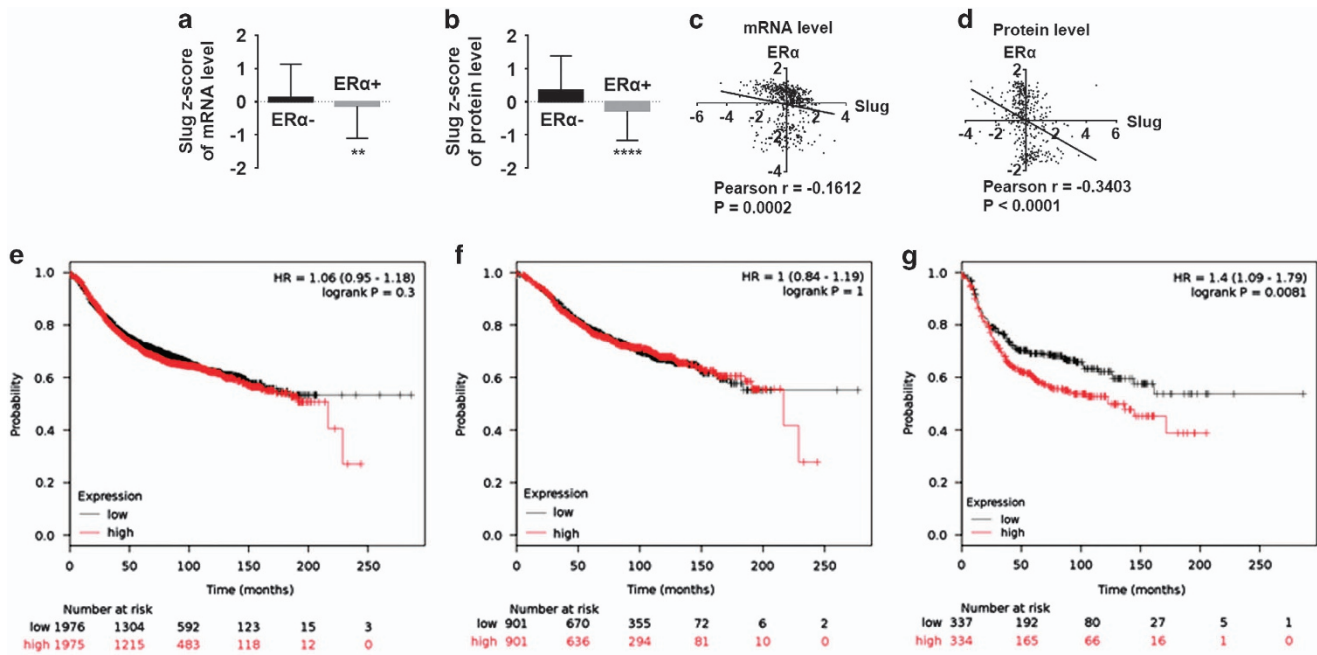 a
Slug z-score
of mRNA level
2
1
0
-1
-2
ERα+
ERα-
**
b
Slug z-score
of protein level
2
1
0
-1
-2
ERα+
ERα-
****
c
mRNA level
ERα
2
Slug
-6 -4 -2 0 2 4
-2
-4
Pearson r = -0.1612
P = 0.0002
d
Protein level
ERα
2
Slug
-4 -2 0 2 4 6
-2
Pearson r = -0.3403
P < 0.0001
e
HR = 1.06 (0.95 - 1.18)
logrank P = 0.3
Probability
1.0
0.8
0.6
0.4
0.2
0.0
Expression
low
high
0 50 100 150 200 250
Time (months)
Number at risk
low 1976 1304 592 123 15 3
high 1975 1215 483 118 12 0
f
HR = 1 (0.84 - 1.19)
logrank P = 1
Probability
1.0
0.8
0.6
0.4
0.2
0.0
Expression
low
high
0 50 100 150 200 250
Time (months)
Number at risk
low 901 670 355 72 6 2
high 901 636 294 81 10 0
g
HR = 1.4 (1.09 - 1.79)
logrank P = 0.0081
Probability
1.0
0.8
0.6
0.4
0.2
0.0
Expression
low
high
0 50 100 150 200 250
Time (months)
Number at risk
low 337 192 80 27 5 1
high 334 165 66 16 1 0